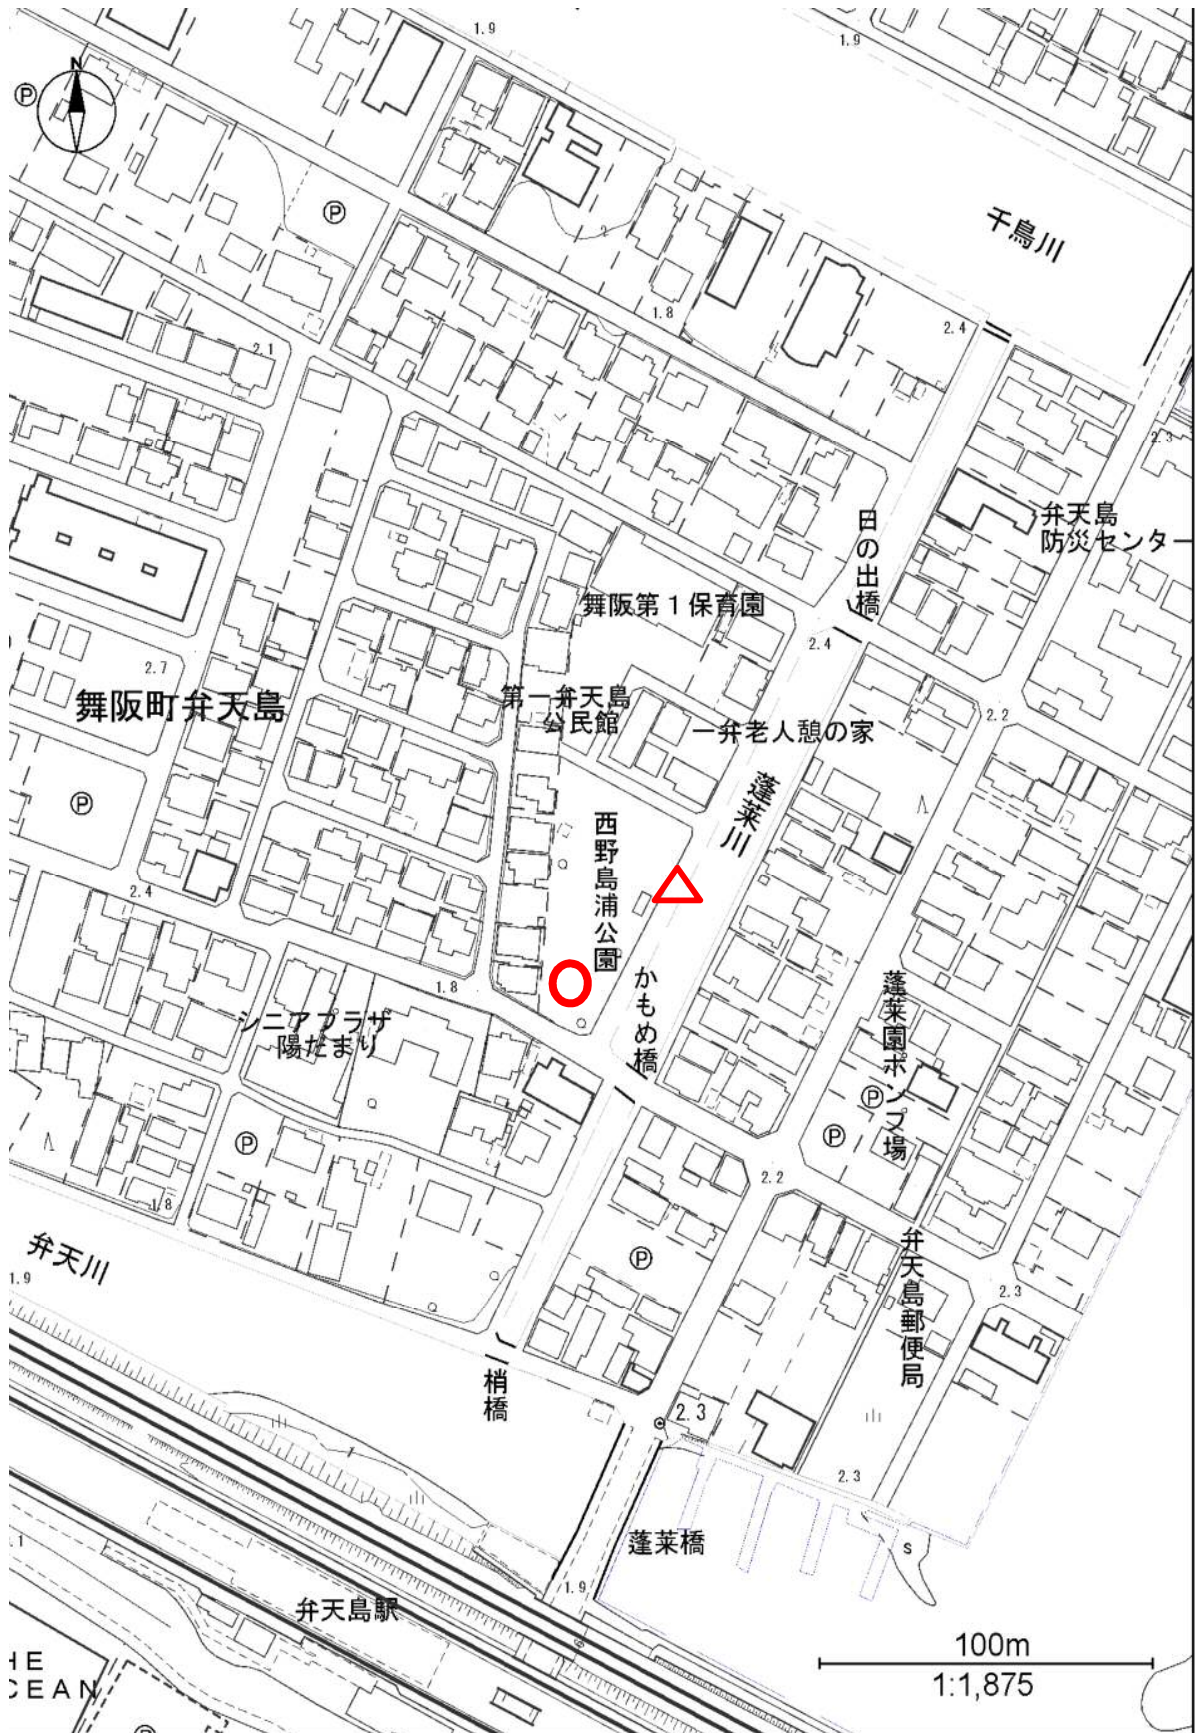 1.9
1.9
N
P
P
千鳥川
1.8
2.4
2.1
2.3
日の出橋
弁天島
防災センター
舞阪第1保育園
2.4
2.7
舞阪町弁天島
第一弁天島
公民館
一弁老人憩の家
2.2
蓬莱川
P
西野島浦公園
2.4
かもめ橋
1.8
蓬莱園ポンプ場
シニアプラザ
陽だまり
P
P
P
2.2
1.8
弁天川
1.9
P
弁天島郵便局
2.3
一梢橋
2.3
2.3
蓬莱橋
S
1.9
弁天島駅
HE
CEAN
100m
1:1,875
P